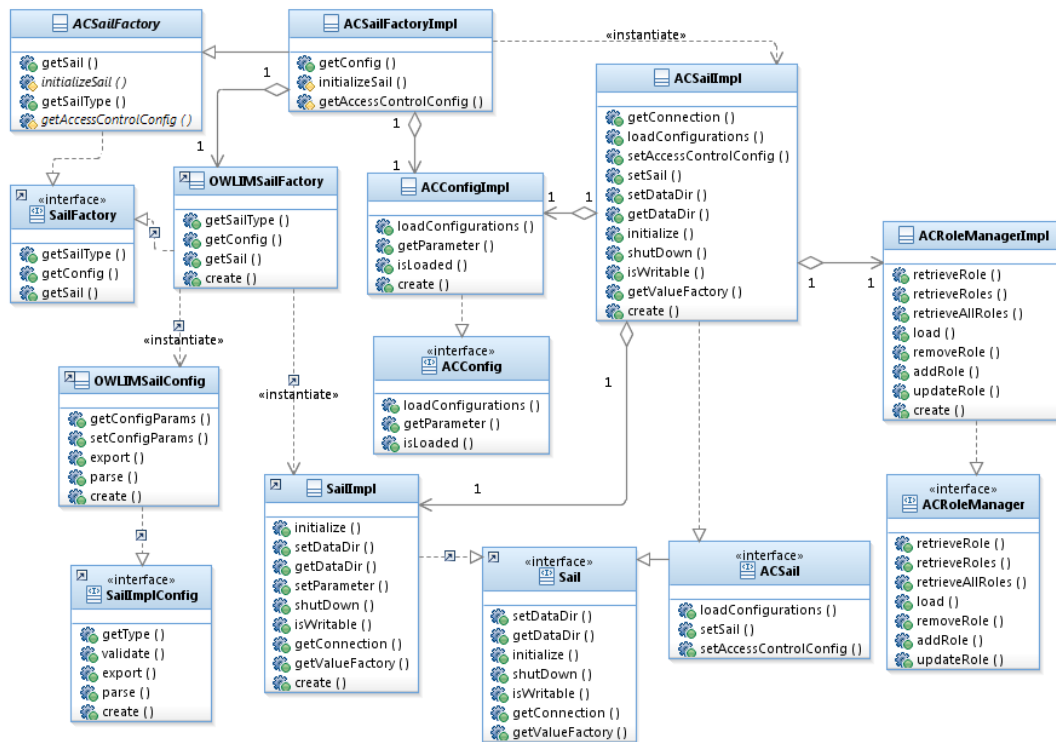 ACSailFactory
getSail ()
initializeSail ()
getSailType ()
getAccessControlConfig ()
ACSailFactoryImpl
getConfig ()
initializeSail ()
getAccessControlConfig ()
«instantiate»
ACSailImpl
getConnection ()
loadConfigurations ()
setAccessControlConfig ()
setSail ()
setDataDir ()
getDataDir ()
initialize ()
shutDown ()
isWritable ()
getValueFactory ()
create ()
1
1
1
1
«interface»
SailFactory
getSailType ()
getConfig ()
getSail ()
OWLIMSailFactory
getSailType ()
getConfig ()
getSail ()
create ()
ACConfigImpl
loadConfigurations ()
getParameter ()
isLoaded ()
create ()
1
1
1
1
ACRoleManagerImpl
retrieveRole ()
retrieveRoles ()
retrieveAllRoles ()
load ()
removeRole ()
addRole ()
updateRole ()
create ()
«instantiate»
«instantiate»
«interface»
ACConfig
loadConfigurations ()
getParameter ()
isLoaded ()
1
1
OWLIMSailConfig
getConfigParams ()
setConfigParams ()
export ()
parse ()
create ()
SailImpl
initialize ()
setDataDir ()
getDataDir ()
setParameter ()
shutDown ()
isWritable ()
getConnection ()
getValueFactory ()
create ()
«interface»
ACRoleManager
retrieveRole ()
retrieveRoles ()
retrieveAllRoles ()
load ()
removeRole ()
addRole ()
updateRole ()
«interface»
SailImplConfig
getType ()
validate ()
export ()
parse ()
create ()
«interface»
Sail
setDataDir ()
getDataDir ()
initialize ()
shutDown ()
isWritable ()
getConnection ()
getValueFactory ()
«interface»
ACSail
loadConfigurations ()
setSail ()
setAccessControlConfig ()